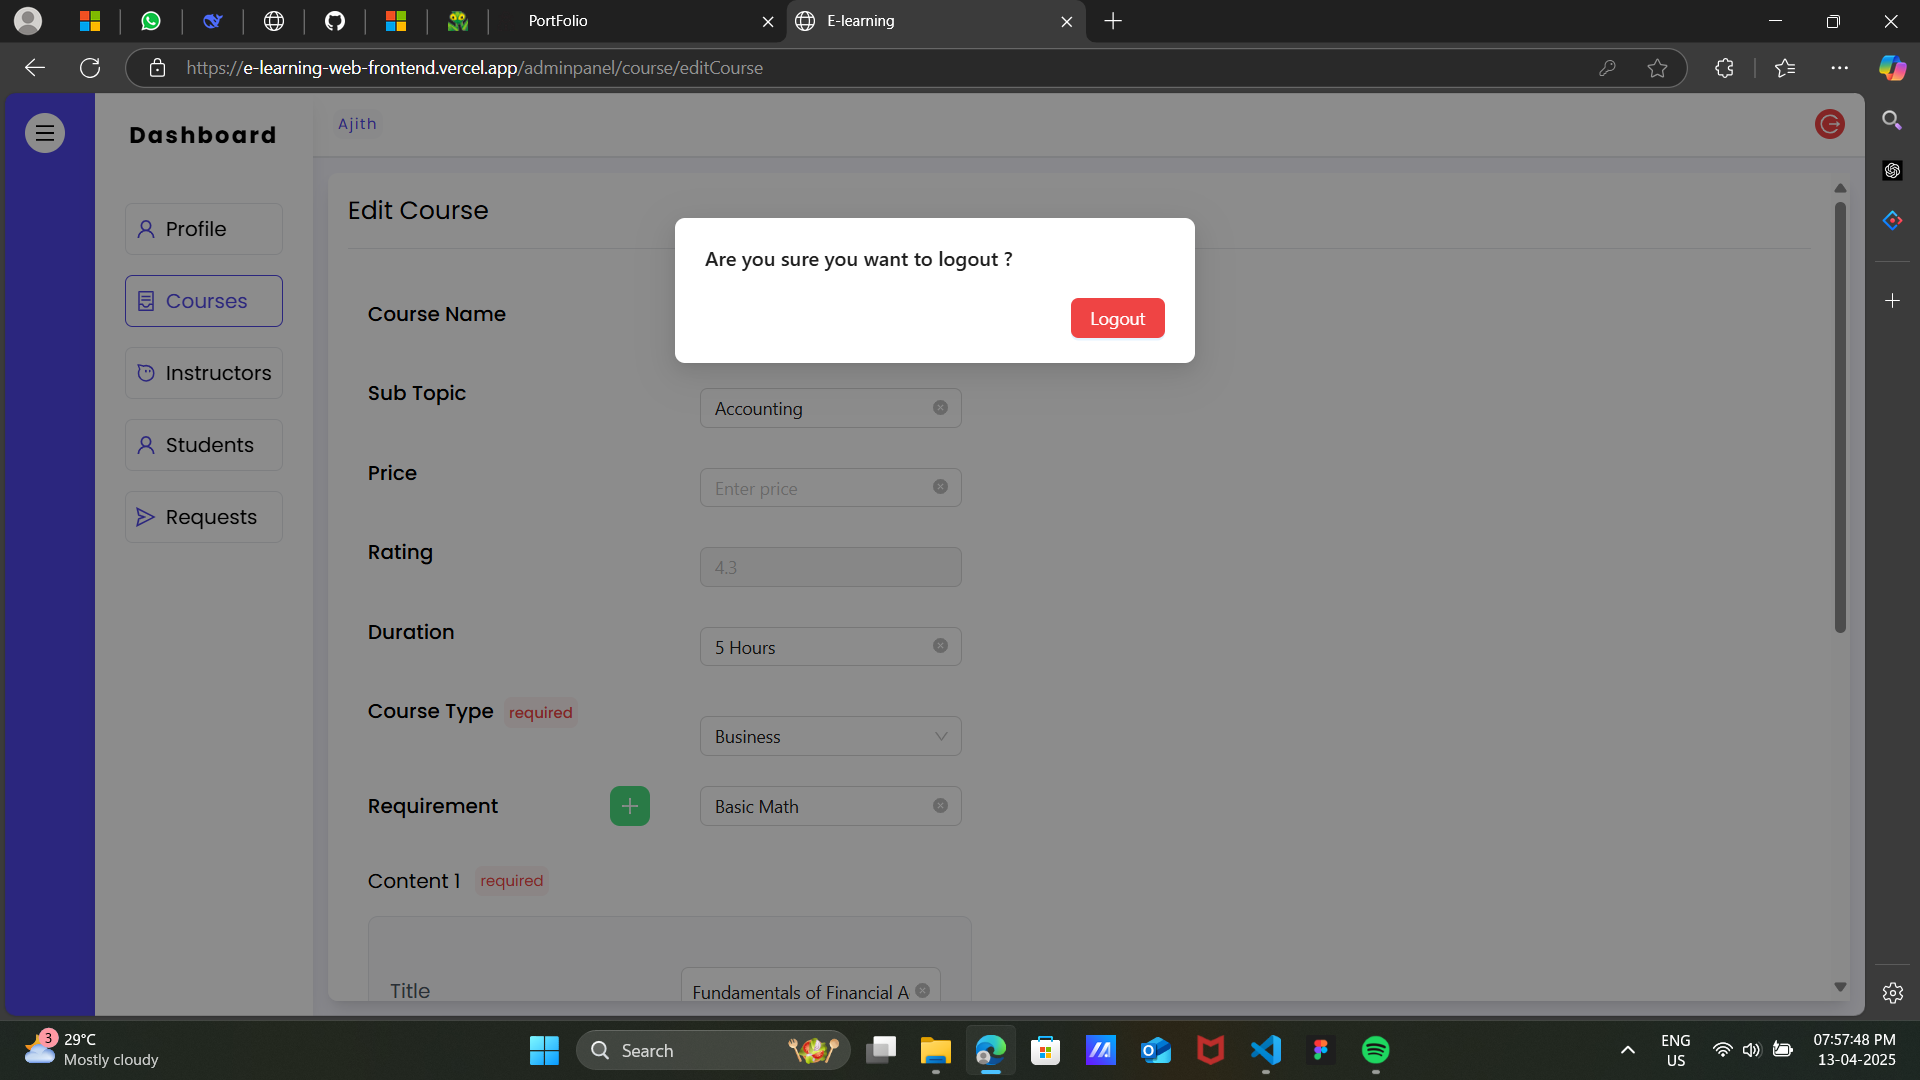 PortFolio
E-learning
https://e-learning-web-frontend.vercel.app/adminpanel/course/editCourse
Dashboard
Ajith
Profile
Courses
Instructors
Students
Requests
Edit Course
Are you sure you want to logout ?
Logout
Course Name
Sub Topic
Accounting
Price
Enter price
Rating
4.3
Duration
5 Hours
Course Type required
Business
Requirement
+
Basic Math
Content 1 required
Title
Fundamentals of Financial A
3
29°C
Mostly cloudy
Search
ENG
US
07:57:48 PM
13-04-2025